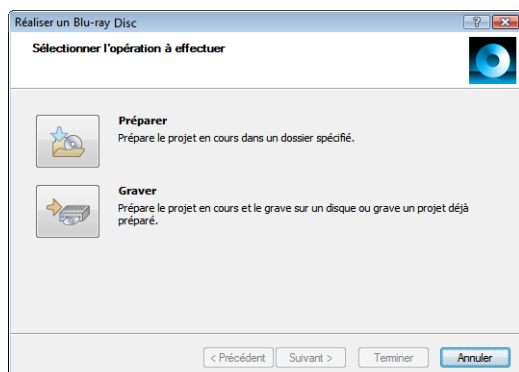 Réaliser un Blu-ray Disc
?
Sélectionner l'opération à effectuer
Préparer
Prépare le projet en cours dans un dossier spécifié.
Graver
Prépare le projet en cours et le grave sur un disque ou grave un projet déjà
préparé.
< Précédent Suivant > Terminer Annuler